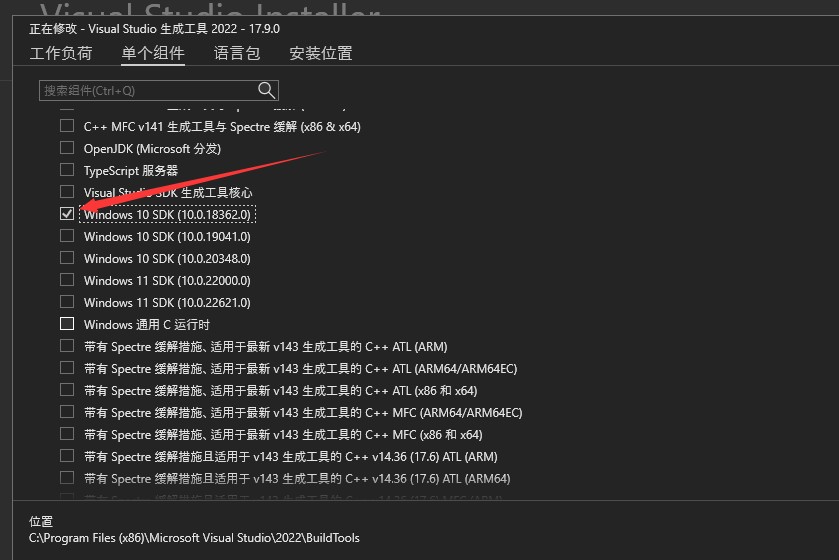 Visual Studio Installer
正在修改 - Visual Studio 生成工具 2022 - 17.9.0
工作负荷 单个组件 语言包 安装位置
搜索组件(Ctrl+Q)
C++ MFC v141 生成工具与 Spectre 缓解 (x86 & x64)
OpenJDK (Microsoft 分发)
TypeScript 服务器
Visual Studio SDK 生成工具核心
Windows 10 SDK (10.0.18362.0)
Windows 10 SDK (10.0.19041.0)
Windows 10 SDK (10.0.20348.0)
Windows 11 SDK (10.0.22000.0)
Windows 11 SDK (10.0.22621.0)
Windows 通用 C 运行时
带有 Spectre 缓解措施、适用于最新 v143 生成工具的 C++ ATL (ARM)
带有 Spectre 缓解措施、适用于最新 v143 生成工具的 C++ ATL (ARM64/ARM64EC)
带有 Spectre 缓解措施、适用于最新 v143 生成工具的 C++ ATL (x86 和 x64)
带有 Spectre 缓解措施、适用于最新 v143 生成工具的 C++ MFC (ARM64/ARM64EC)
带有 Spectre 缓解措施、适用于最新 v143 生成工具的 C++ MFC (x86 和 x64)
带有 Spectre 缓解措施且适用于 v143 生成工具的 C++ v14.36 (17.6) ATL (ARM)
带有 Spectre 缓解措施且适用于 v143 生成工具的 C++ v14.36 (17.6) ATL (ARM64)
位置
C:\Program Files (x86)\Microsoft Visual Studio\2022\BuildTools